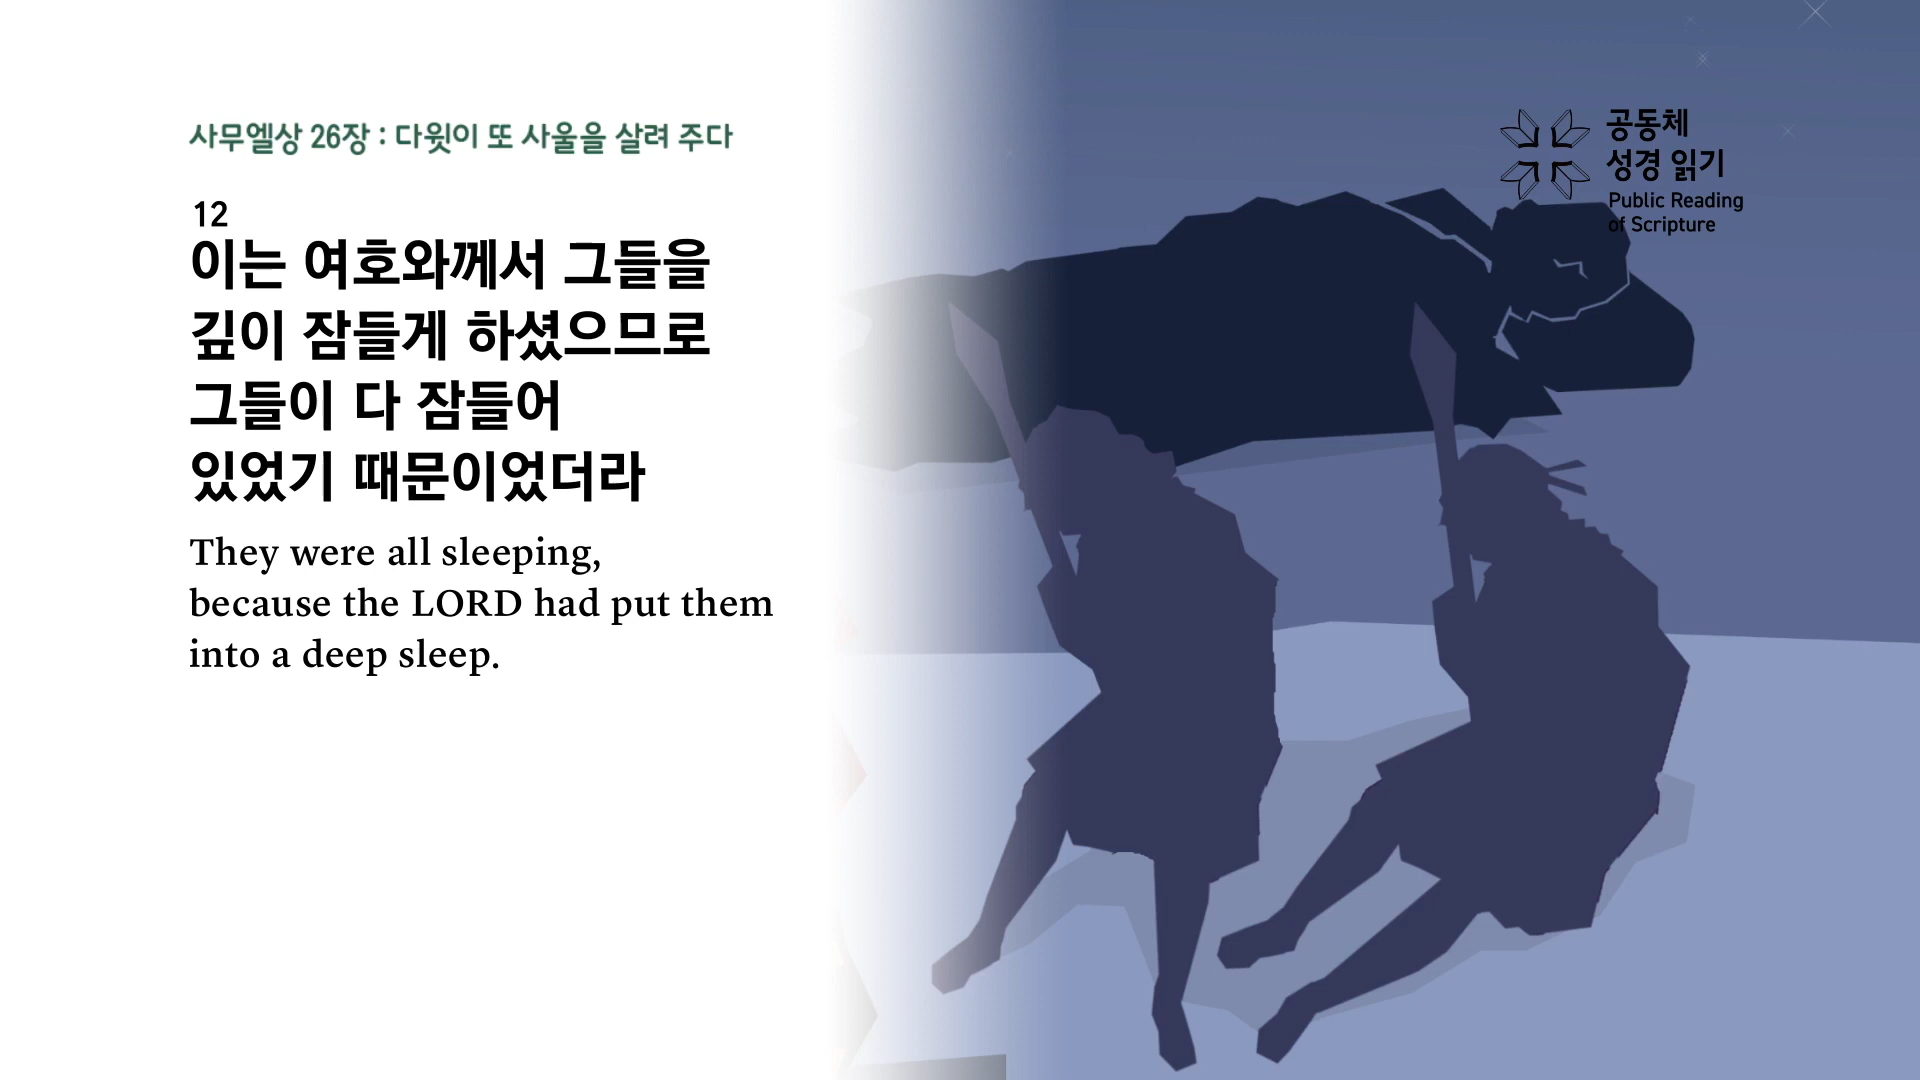 사무엘상 26장 : 다윗이 또 사울을 살려 주다
12
이는 여호와께서 그들을
깊이 잠들게 하셨으므로
그들이 다 잠들어
있었기 때문이었더라
They were all sleeping,
because the LORD had put them
into a deep sleep.
공동체
성경 읽기
Public Reading
of Scripture